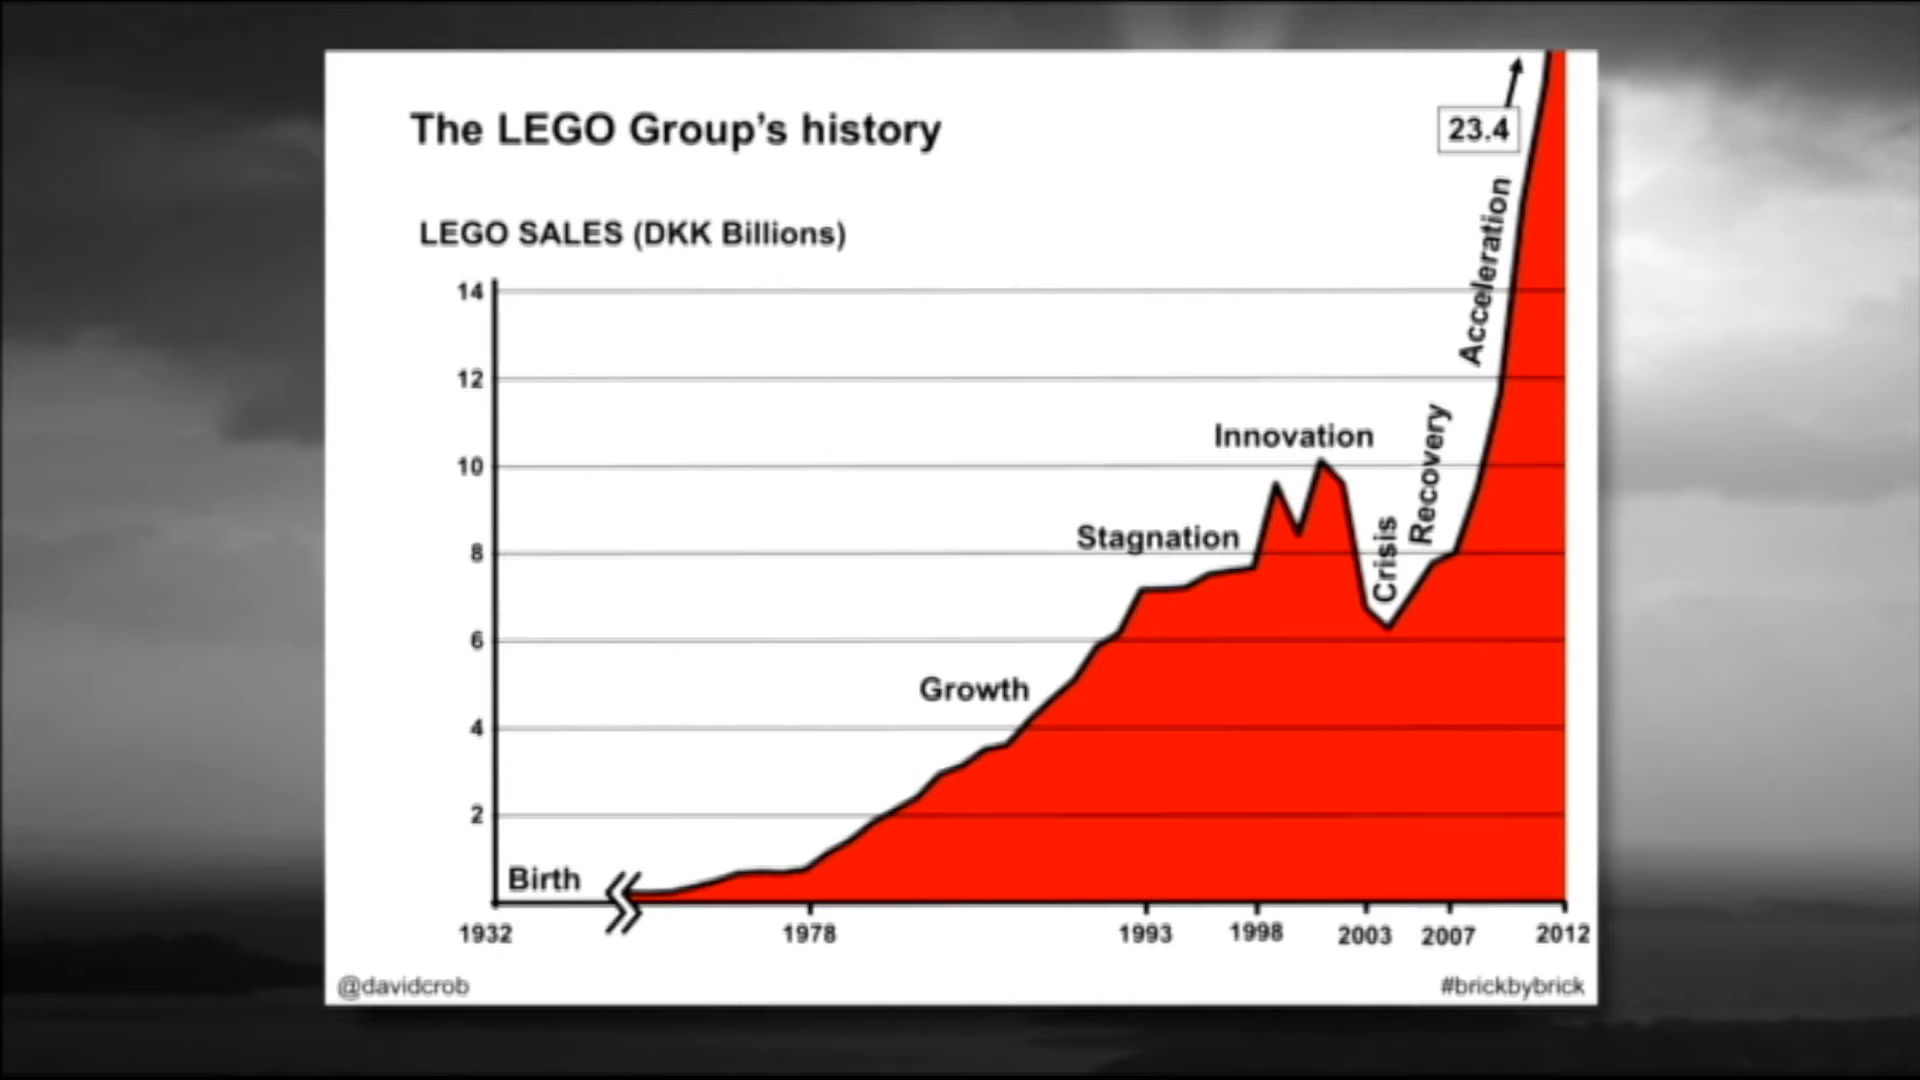 The LEGO Group's history
23.4
LEGO SALES (DKK Billions)
Acceleration
14
12
Recovery
Innovation
10
Crisis
Stagnation
8
6
Growth
4
2
Birth
1932 1978 1993 1998 2003 2007 2012
@davidcrob #brickbybrick